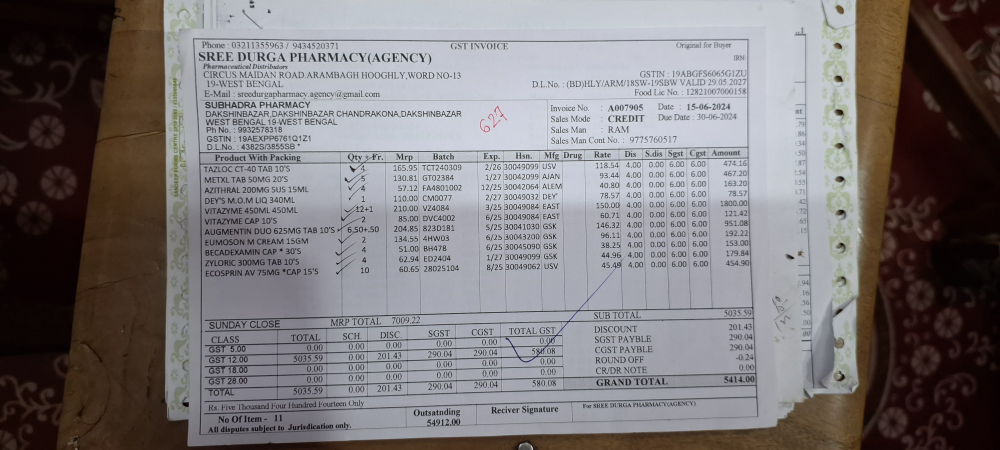 Phone : 03211355963 / 9434520371 GST INVOICE Original for Buyer
SREE DURGA PHARMACY(AGENCY) IRN:
Pharmaceutical Distributors
CIRCUS MAIDAN ROAD.ARAMBAGH HOOGHLY,WORD NO-13 GSTIN : 19ABGFS6065G1ZU
19-WEST BENGAL D.L.No. : (BD)HLY/ARM/18SW-19SBW VALID 29.05.2027
E-Mail : sreedurgapharmacy.agency@gmail.com Food Lic No. : 12821007000158
SUBHADRA PHARMACY
DAKSHINBAZAR,DAKSHINBAZAR CHANDRAKONA,DAKSHINBAZAR
WEST BENGAL 19-WEST BENGAL
Ph No. : 9932578318
GSTIN : 19AEXPP6761Q1Z1
D.L.No. : 4382S/3855SB *
627
Invoice No. : A007905 Date : 15-06-2024
Sales Mode : CREDIT Due Date : 30-06-2024
Sales Man : RAM
Sales Man Cont No. : 9775760517
Product With Packing Qty + Fr. Mrp Batch Exp. Hsn. Mfg Drug Rate Dis S.dis Sgst Cgst Amount
TAZLOC CT-40 TAB 10'S 4 165.95 TCT240309 2/26 30049099 USV 118.54 4.00 0.00 6.00 6.00 474.16
METXL TAB 50MG 20'S 5 130.81 GT02384 1/27 30042099 AJAN 93.44 4.00 0.00 6.00 6.00 467.20
AZITHRAL 200MG SUS 15ML 4 57.12 FA4801002 12/25 30042064 ALEM 40.80 4.00 0.00 6.00 6.00 163.20
DEY'S M.O.M LIQ 340ML 1 110.00 CM0077 2/27 30049032 DEY' 78.57 4.00 0.00 6.00 6.00 78.57
VITAZYME 450ML 450ML 12+1 210.00 VZ4084 3/25 30049084 EAST 150.00 4.00 0.00 6.00 6.00 1800.00
VITAZYME CAP 10'S 2 85.00 DVC4002 6/25 30049084 EAST 60.71 4.00 0.00 6.00 6.00 121.42
AUGMENTIN DUO 625MG TAB 10'S 6.50+.50 204.85 823D181 5/25 30041030 GSK 146.32 4.00 0.00 6.00 6.00 951.08
EUMOSON M CREAM 15GM 2 134.55 4HW03 6/25 30043200 GSK 96.11 4.00 0.00 6.00 6.00 192.22
BECADEXAMIN CAP * 30'S 4 51.00 BH478 6/25 30045090 GSK 38.25 4.00 0.00 6.00 6.00 153.00
ZYLORIC 300MG TAB 10'S 4 62.94 ED2404 1/27 30049099 GSK 44.96 4.00 0.00 6.00 6.00 179.84
ECOSPRIN AV 75MG *CAP 15'S 10 60.65 28025104 8/25 30049062 USV 45.49 4.00 0.00 6.00 6.00 454.90
SUNDAY CLOSE MRP TOTAL 7009.22 SUB TOTAL 5035.59
CLASS TOTAL SCH. DISC. SGST CGST TOTAL GST DISCOUNT 201.43
GST 5.00 0.00 0.00 0.00 0.00 0.00 0.00 SGST PAYBLE 290.04
GST 12.00 5035.59 0.00 201.43 290.04 290.04 580.08 CGST PAYBLE 290.04
GST 18.00 0.00 0.00 0.00 0.00 0.00 0.00 ROUND OFF -0.24
GST 28.00 0.00 0.00 0.00 0.00 0.00 0.00 CR/DR NOTE 0.00
TOTAL 5035.59 0.00 201.43 290.04 290.04 580.08 GRAND TOTAL 5414.00
Rs. Five Thousand Four Hundred Fourteen Only
No Of Item - 11 Outsatnding Reciver Signature For SREE DURGA PHARMACY(AGENCY)
All disputes subject to Jurisdication only. 54912.00